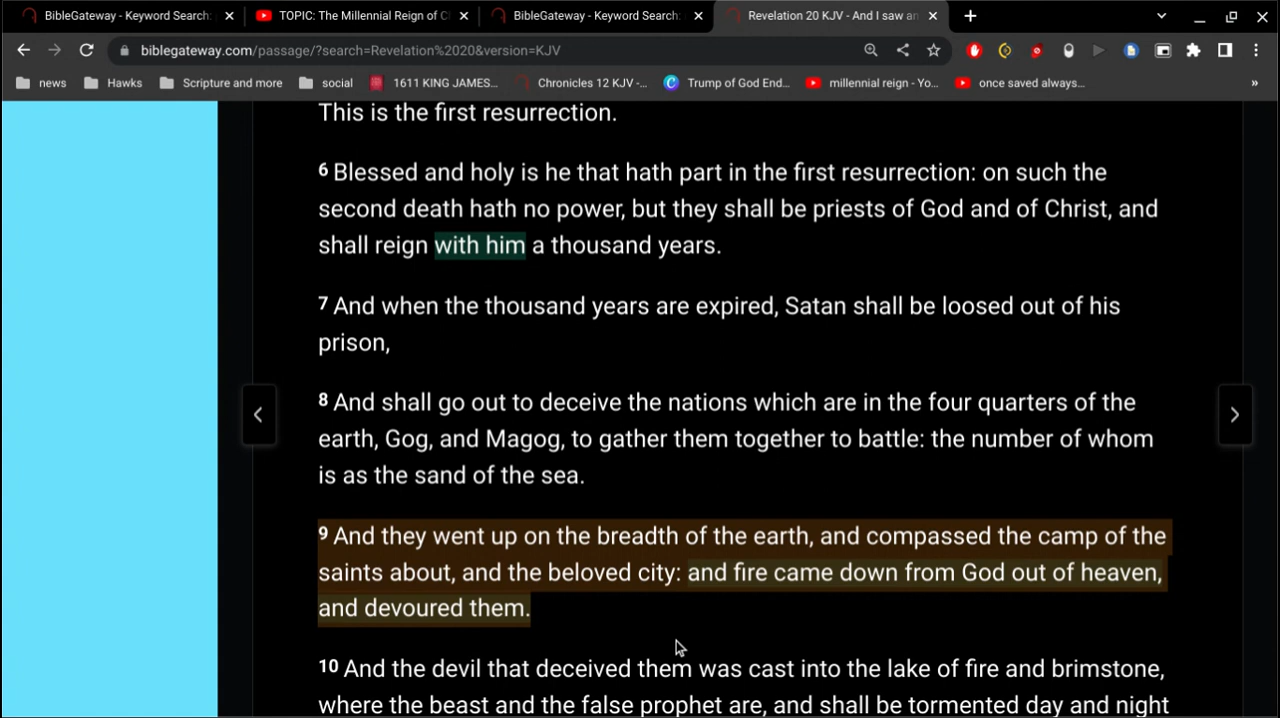 BibleGateway - Keyword Search:
TOPIC: The Millennial Reign of C
BibleGateway - Keyword Search:
Revelation 20 KJV - And I saw an
biblegateway.com/passage/?search=Revelation%2020&version=KJV
news
Hawks
Scripture and more
social
1611 KING JAMES...
Chronicles 12 KJV -...
Trump of God End...
millennial reign - Yo...
once saved always...
»
This is the first resurrection.
6 Blessed and holy is he that hath part in the first resurrection: on such the
second death hath no power, but they shall be priests of God and of Christ, and
shall reign with him a thousand years.
7 And when the thousand years are expired, Satan shall be loosed out of his
prison,
8 And shall go out to deceive the nations which are in the four quarters of the
earth, Gog, and Magog, to gather them together to battle: the number of whom
is as the sand of the sea.
9 And they went up on the breadth of the earth, and compassed the camp of the
saints about, and the beloved city: and fire came down from God out of heaven,
and devoured them.
10 And the devil that deceived them was cast into the lake of fire and brimstone,
where the beast and the false prophet are, and shall be tormented day and night